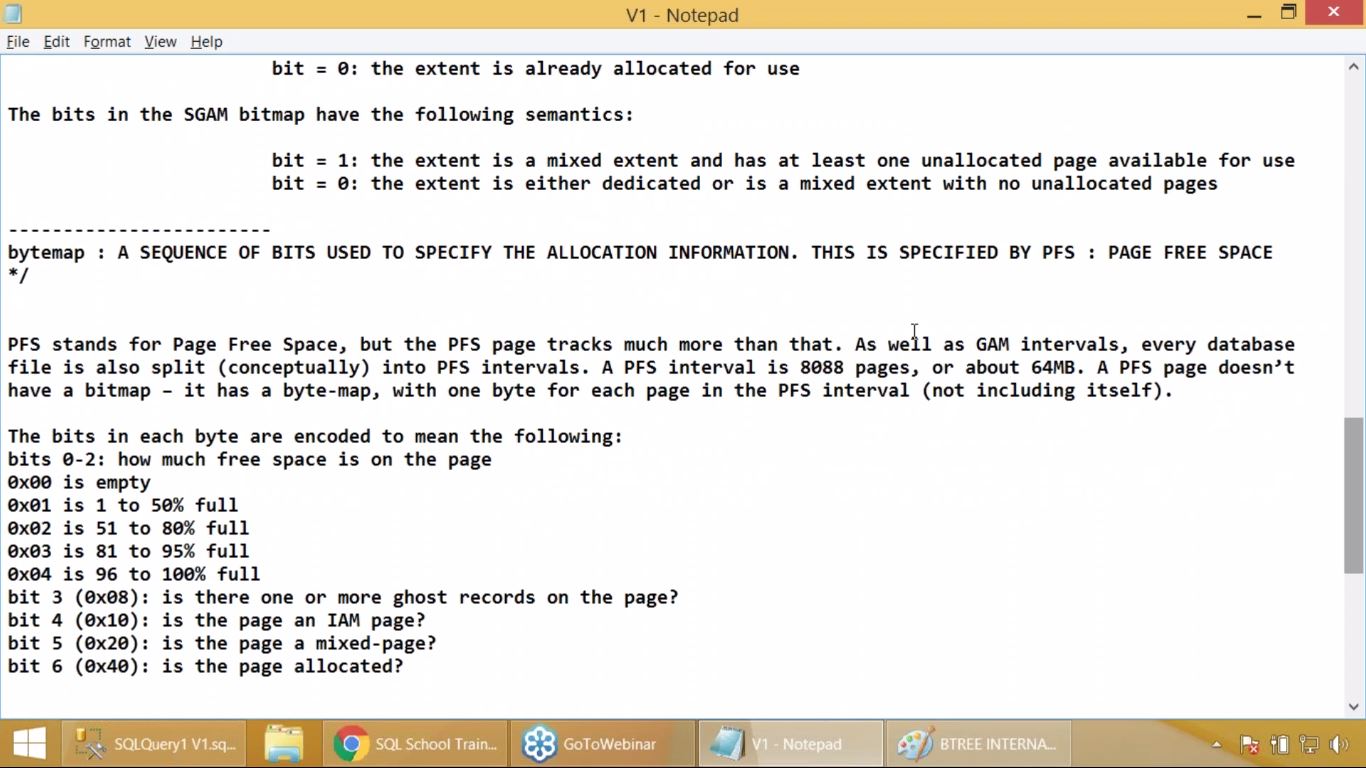 V1 - Notepad
File Edit Format View Help
bit = 0: the extent is already allocated for use
The bits in the SGAM bitmap have the following semantics:
bit = 1: the extent is a mixed extent and has at least one unallocated page available for use
bit = 0: the extent is either dedicated or is a mixed extent with no unallocated pages
------------------------
bytemap : A SEQUENCE OF BITS USED TO SPECIFY THE ALLOCATION INFORMATION. THIS IS SPECIFIED BY PFS : PAGE FREE SPACE
*/
PFS stands for Page Free Space, but the PFS page tracks much more than that. As well as GAM intervals, every database
file is also split (conceptually) into PFS intervals. A PFS interval is 8088 pages, or about 64MB. A PFS page doesn’t
have a bitmap – it has a byte-map, with one byte for each page in the PFS interval (not including itself).
The bits in each byte are encoded to mean the following:
bits 0-2: how much free space is on the page
0x00 is empty
0x01 is 1 to 50% full
0x02 is 51 to 80% full
0x03 is 81 to 95% full
0x04 is 96 to 100% full
bit 3 (0x08): is there one or more ghost records on the page?
bit 4 (0x10): is the page an IAM page?
bit 5 (0x20): is the page a mixed-page?
bit 6 (0x40): is the page allocated?
SQLQuery1 V1.sq... SQL School Train... GoToWebinar V1 - Notepad BTREE INTERNA...